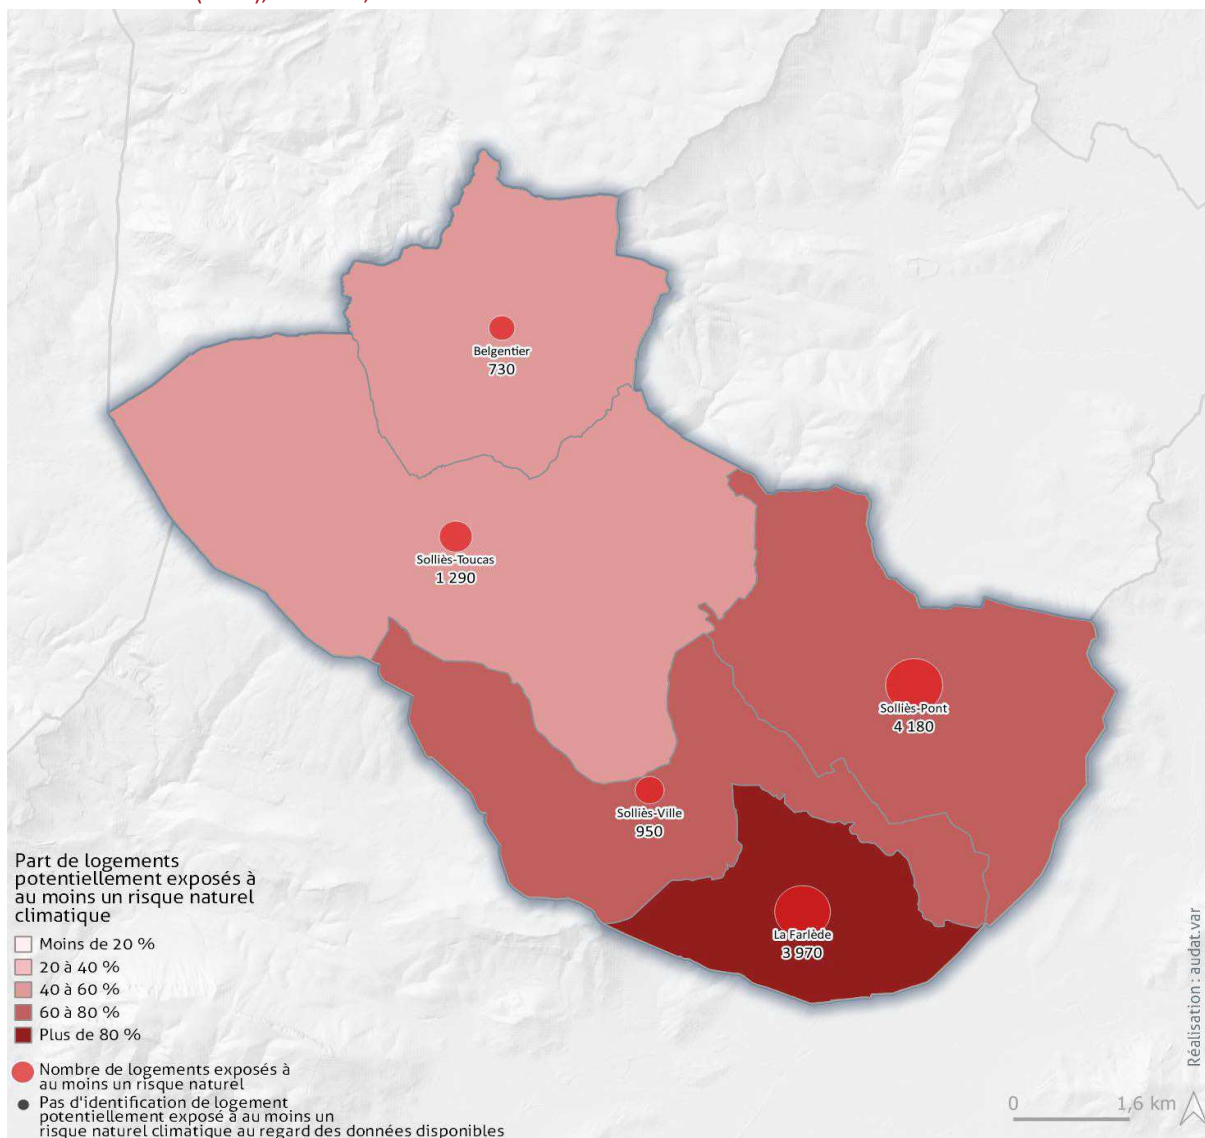 Belgentier
730
Solliès-Toucas
1 290
Solliès-Pont
4 180
Solliès-Ville
950
La Farlède
3 970
Part de logements
potentiellement exposés à
au moins un risque naturel
climatique
Moins de 20 %
20 à 40 %
40 à 60 %
60 à 80 %
Plus de 80 %
Nombre de logements exposés à
au moins un risque naturel
Pas d'identification de logement
potentiellement exposé à au moins un
risque naturel climatique au regard des données disponibles
0 1,6 km
Réalisation : audat.var